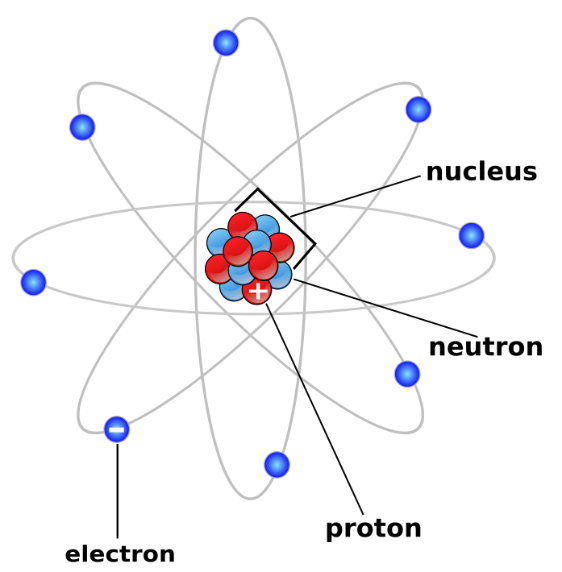 nucleus
neutron
+
proton
−
electron